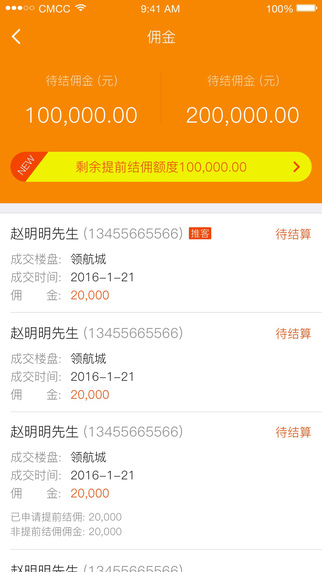 CMCC 9:41 AM 100%
佣金
待结佣金 (元) 待结佣金 (元)
100,000.00 200,000.00
NEW 剩余提前结佣额度100,000.00
赵明明先生 (13455665566) 推客 待结算
成交楼盘: 领航城
成交时间: 2016-1-21
佣 金: 20,000
赵明明先生 (13455665566) 待结算
成交楼盘: 领航城
成交时间: 2016-1-21
佣 金: 20,000
赵明明先生 (13455665566) 待结算
成交楼盘: 领航城
成交时间: 2016-1-21
佣 金: 20,000
已申请提前结佣: 20,000
非提前结佣佣金: 20,000
赵明明先生 (13455665566) 待结算